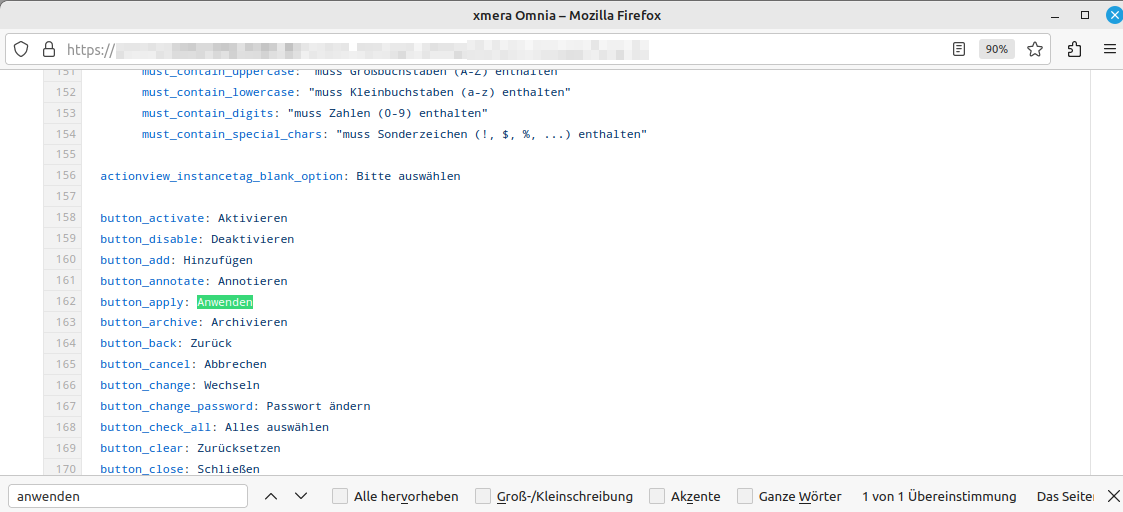 xmera Omnia – Mozilla Firefox
https://
90%
151 must_contain_uppercase: "muss Großbuchstaben (A-Z) enthalten"
152 must_contain_lowercase: "muss Kleinbuchstaben (a-z) enthalten"
153 must_contain_digits: "muss Zahlen (0-9) enthalten"
154 must_contain_special_chars: "muss Sonderzeichen (!, $, %, ...) enthalten"
155
156 actionview_instancetag_blank_option: Bitte auswählen
157
158 button_activate: Aktivieren
159 button_disable: Deaktivieren
160 button_add: Hinzufügen
161 button_annotate: Annotieren
162 button_apply: Anwenden
163 button_archive: Archivieren
164 button_back: Zurück
165 button_cancel: Abbrechen
166 button_change: Wechseln
167 button_change_password: Passwort ändern
168 button_check_all: Alles auswählen
169 button_clear: Zurücksetzen
170 button_close: Schließen
anwenden Alle hervorheben Groß-/Kleinschreibung Akzente Ganze Wörter 1 von 1 Übereinstimmung Das Seiten